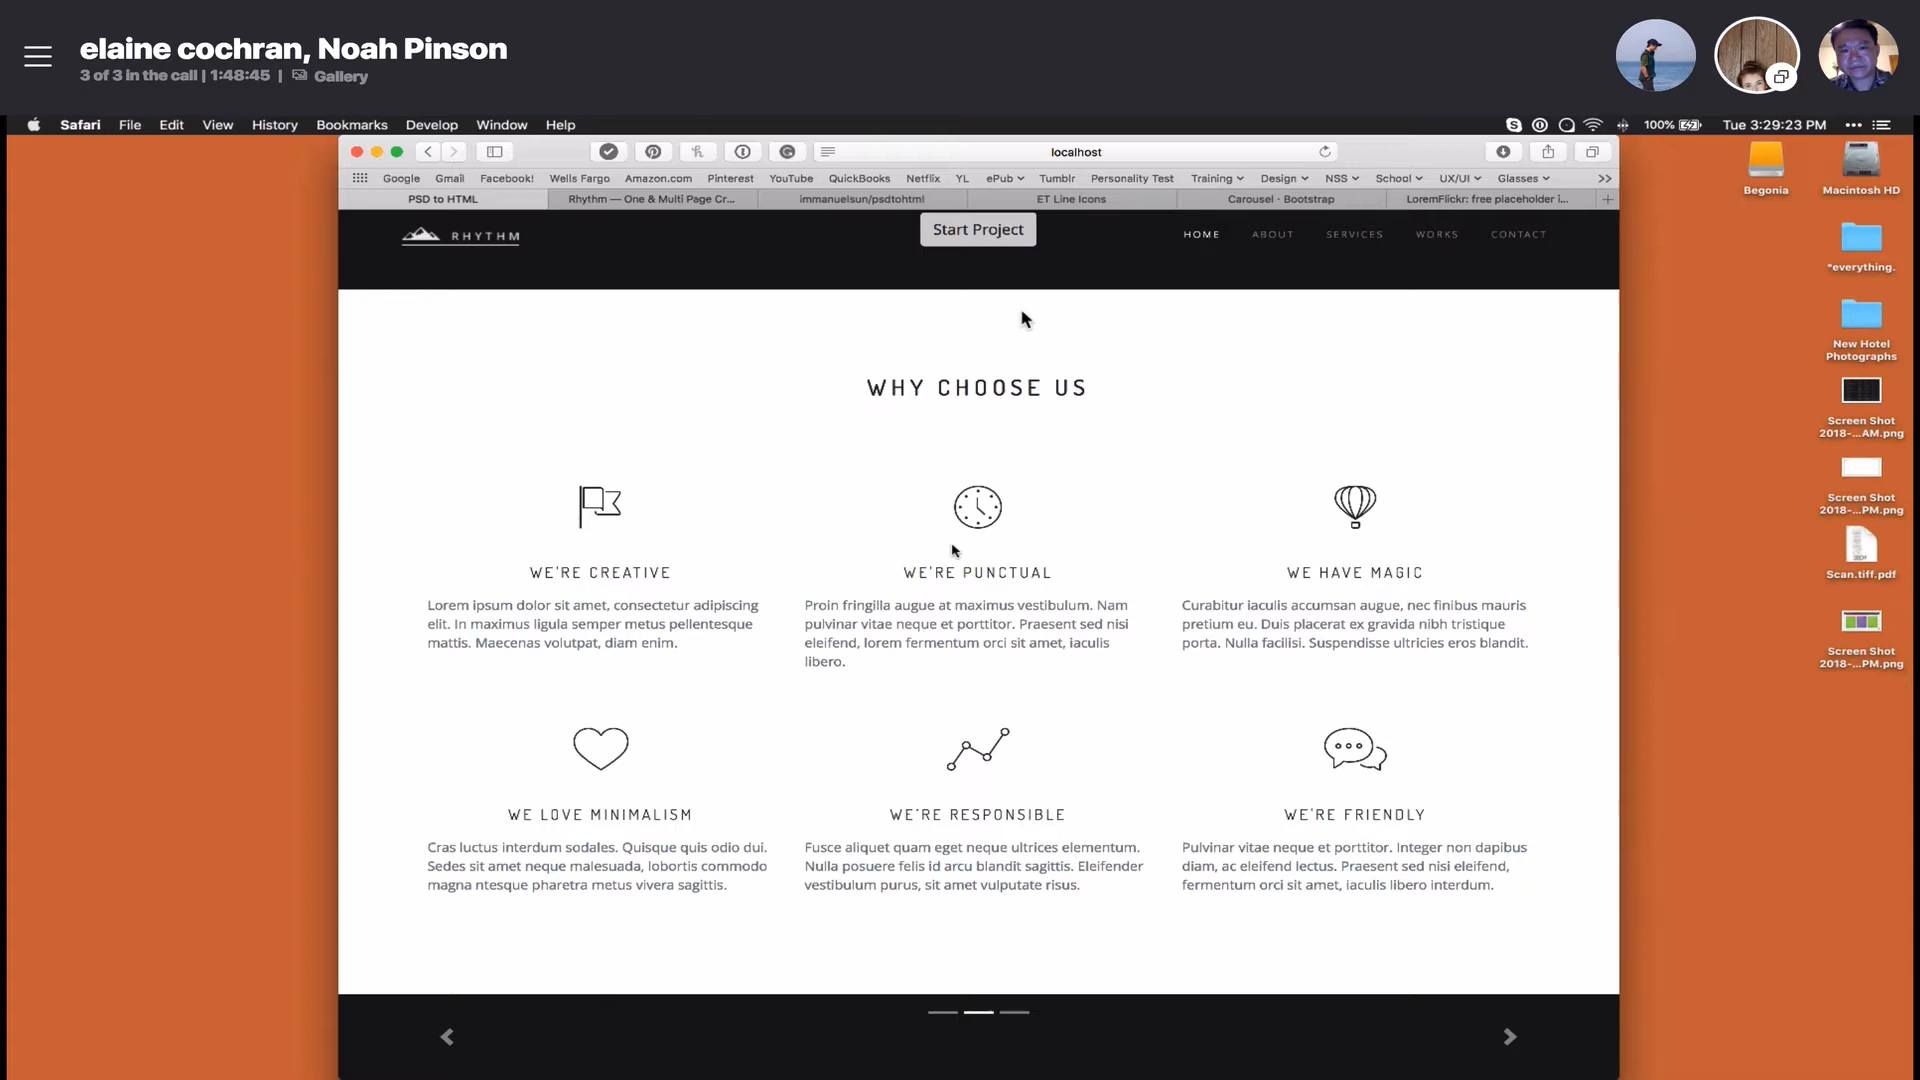 elaine cochran, Noah Pinson
3 of 3 in the call | 1:48:45 | Gallery
Safari File Edit View History Bookmarks Develop Window Help 100% Tue 3:29:23 PM
localhost
Google Gmail Facebook! Wells Fargo Amazon.com Pinterest YouTube QuickBooks Netflix YL ePub Tumblr Personality Test Training Design NSS School UX/UI Glasses
PSD to HTML Rhythm — One & Multi Page Cr... immanuelsun/psdtohtml ET Line Icons Carousel · Bootstrap LoremFlickr: free placeholder i...
RHYTHM Start Project HOME ABOUT SERVICES WORKS CONTACT
WHY CHOOSE US
WE'RE CREATIVE
Lorem ipsum dolor sit amet, consectetur adipiscing
elit. In maximus ligula semper metus pellentesque
mattis. Maecenas volutpat, diam enim.
WE'RE PUNCTUAL
Proin fringilla augue at maximus vestibulum. Nam
pulvinar vitae neque et porttitor. Praesent sed nisi
eleifend, lorem fermentum orci sit amet, iaculis
libero.
WE HAVE MAGIC
Curabitur iaculis accumsan augue, nec finibus mauris
pretium eu. Duis placerat ex gravida nibh tristique
porta. Nulla facilisi. Suspendisse ultricies eros blandit.
WE LOVE MINIMALISM
Cras luctus interdum sodales. Quisque quis odio dui.
Sedes sit amet neque malesuada, lobortis commodo
magna ntesque pharetra metus vivera sagittis.
WE'RE RESPONSIBLE
Fusce aliquet quam eget neque ultrices elementum.
Nulla posuere felis id arcu blandit sagittis. Eleifender
vestibulum purus, sit amet vulputate risus.
WE'RE FRIENDLY
Pulvinar vitae neque et porttitor. Integer non dapibus
diam, ac eleifend lectus. Praesent sed nisi eleifend,
fermentum orci sit amet, iaculis libero interdum.
Begonia
Macintosh HD
*everything.
New Hotel
Photographs
Screen Shot
2018-...AM.png
Screen Shot
2018-...PM.png
Scan.tiff.pdf
Screen Shot
2018-...PM.png